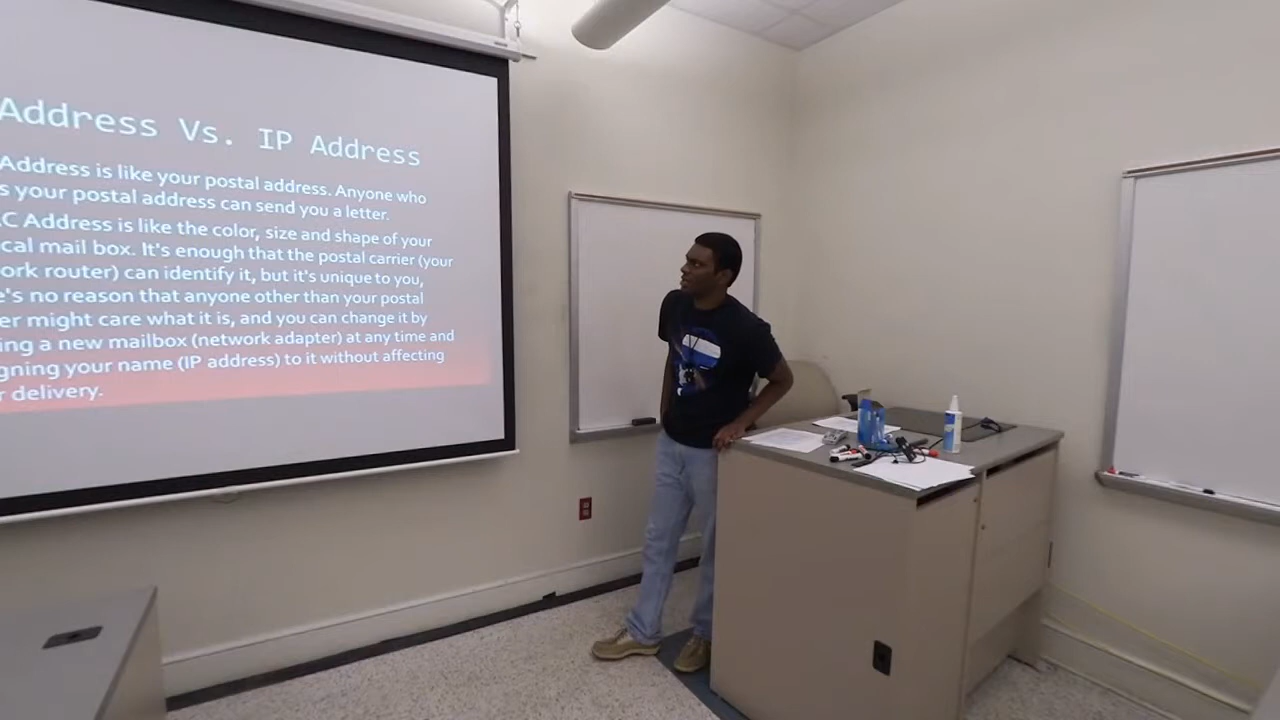 Address Vs. IP Address
Address is like your postal address. Anyone who
s your postal address can send you a letter.
C Address is like the color, size and shape of your
cal mail box. It's enough that the postal carrier (your
ork router) can identify it, but it's unique to you,
e's no reason that anyone other than your postal
er might care what it is, and you can change it by
ing a new mailbox (network adapter) at any time and
gning your name (IP address) to it without affecting
r delivery.